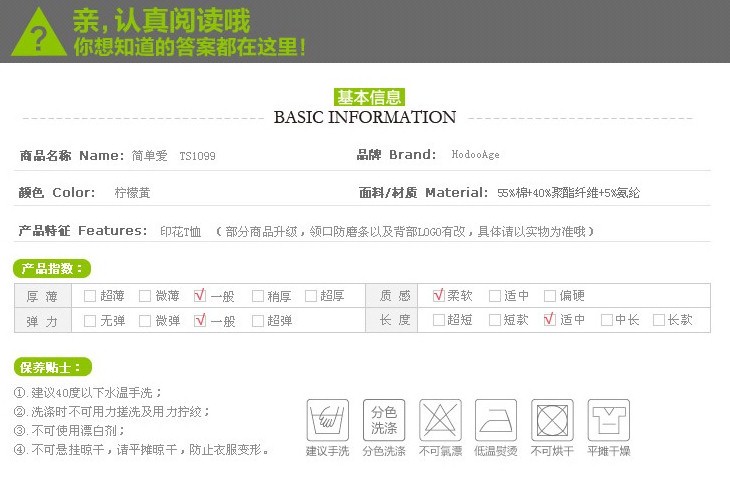 亲,认真阅读哦
?
你想知道的答案都在这里!
基本信息
BASIC INFORMATION
商品名称 Name: 简单爱 TS1099 品牌 Brand: HodooAge
颜色 Color: 柠檬黄 面料/材质 Material: 55%棉+40%聚酯纤维+5%氨纶
产品特征 Features: 印花T恤 (部分商品升级,领口防磨条以及背部LOGO有改,具体请以实物为准哦)
产品指数:
厚薄 超薄 微薄 √一般 稍厚 超厚 质感 √柔软 适中 偏硬
弹力 无弹 微弹 √一般 超弹 长度 超短 短款 √适中 中长 长款
保养贴士:
①.建议40度以下水温手洗;
②.洗涤时不可用力搓洗及用力拧绞;
③.不可使用漂白剂;
④.不可悬挂晾干,请平摊晾干,防止衣服变形。
分色
洗涤
建议手洗 分色洗涤 不可氯漂 低温熨烫 不可烘干 平摊干燥